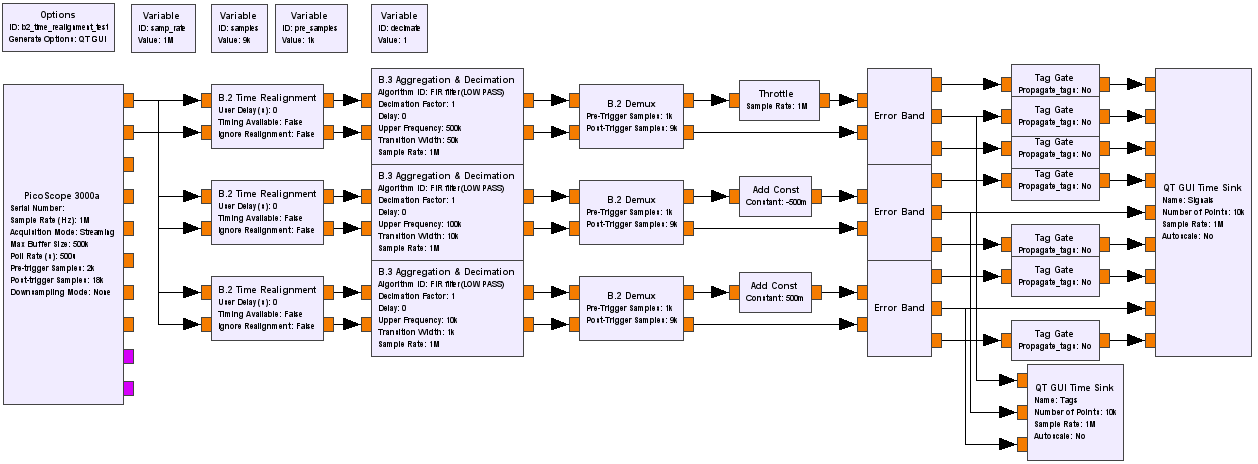 Options
ID: b2_time_realignment_test
Generate Options: QT GUI
Variable
ID: samp_rate
Value: 1M
Variable
ID: samples
Value: 9k
Variable
ID: pre_samples
Value: 1k
Variable
ID: decimate
Value: 1
PicoScope 3000a
Serial Number:
Sample Rate (Hz): 1M
Acquisition Mode: Streaming
Max Buffer Size: 500k
Poll Rate (s): 500u
Pre-trigger Samples: 2k
Post-trigger Samples: 18k
Downsampling Mode: None
B.2 Time Realignment
User Delay (s): 0
Timing Available: False
Ignore Realignment: False
B.3 Aggregation & Decimation
Algorithm ID: FIR filter(LOW PASS)
Decimation Factor: 1
Delay: 0
Upper Frequency: 500k
Transition Width: 50k
Sample Rate: 1M
B.2 Demux
Pre-Trigger Samples: 1k
Post-Trigger Samples: 9k
Throttle
Sample Rate: 1M
Error Band
B.2 Time Realignment
User Delay (s): 0
Timing Available: False
Ignore Realignment: False
B.3 Aggregation & Decimation
Algorithm ID: FIR filter(LOW PASS)
Decimation Factor: 1
Delay: 0
Upper Frequency: 100k
Transition Width: 10k
Sample Rate: 1M
B.2 Demux
Pre-Trigger Samples: 1k
Post-Trigger Samples: 9k
Add Const
Constant: -500m
Error Band
B.2 Time Realignment
User Delay (s): 0
Timing Available: False
Ignore Realignment: False
B.3 Aggregation & Decimation
Algorithm ID: FIR filter(LOW PASS)
Decimation Factor: 1
Delay: 0
Upper Frequency: 10k
Transition Width: 1k
Sample Rate: 1M
B.2 Demux
Pre-Trigger Samples: 1k
Post-Trigger Samples: 9k
Add Const
Constant: 500m
Error Band
Tag Gate
Propagate_tags: No
Tag Gate
Propagate_tags: No
Tag Gate
Propagate_tags: No
Tag Gate
Propagate_tags: No
Tag Gate
Propagate_tags: No
Tag Gate
Propagate_tags: No
Tag Gate
Propagate_tags: No
QT GUI Time Sink
Name: Signals
Number of Points: 10k
Sample Rate: 1M
Autoscale: No
QT GUI Time Sink
Name: Tags
Number of Points: 10k
Sample Rate: 1M
Autoscale: No